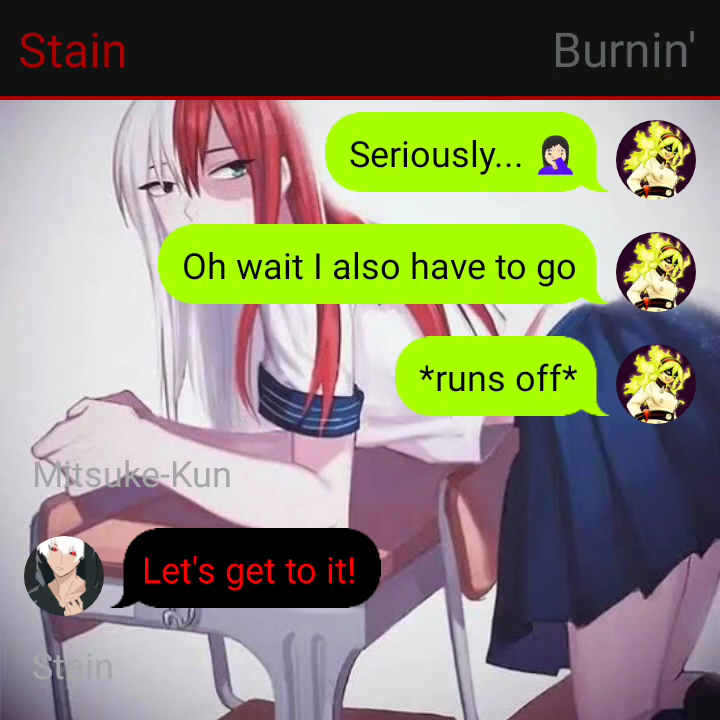 Stain
Burnin'
Seriously... 🤦🏻‍♀️
Oh wait I also have to go
*runs off*
Mitsuke-Kun
Let's get to it!
Stain